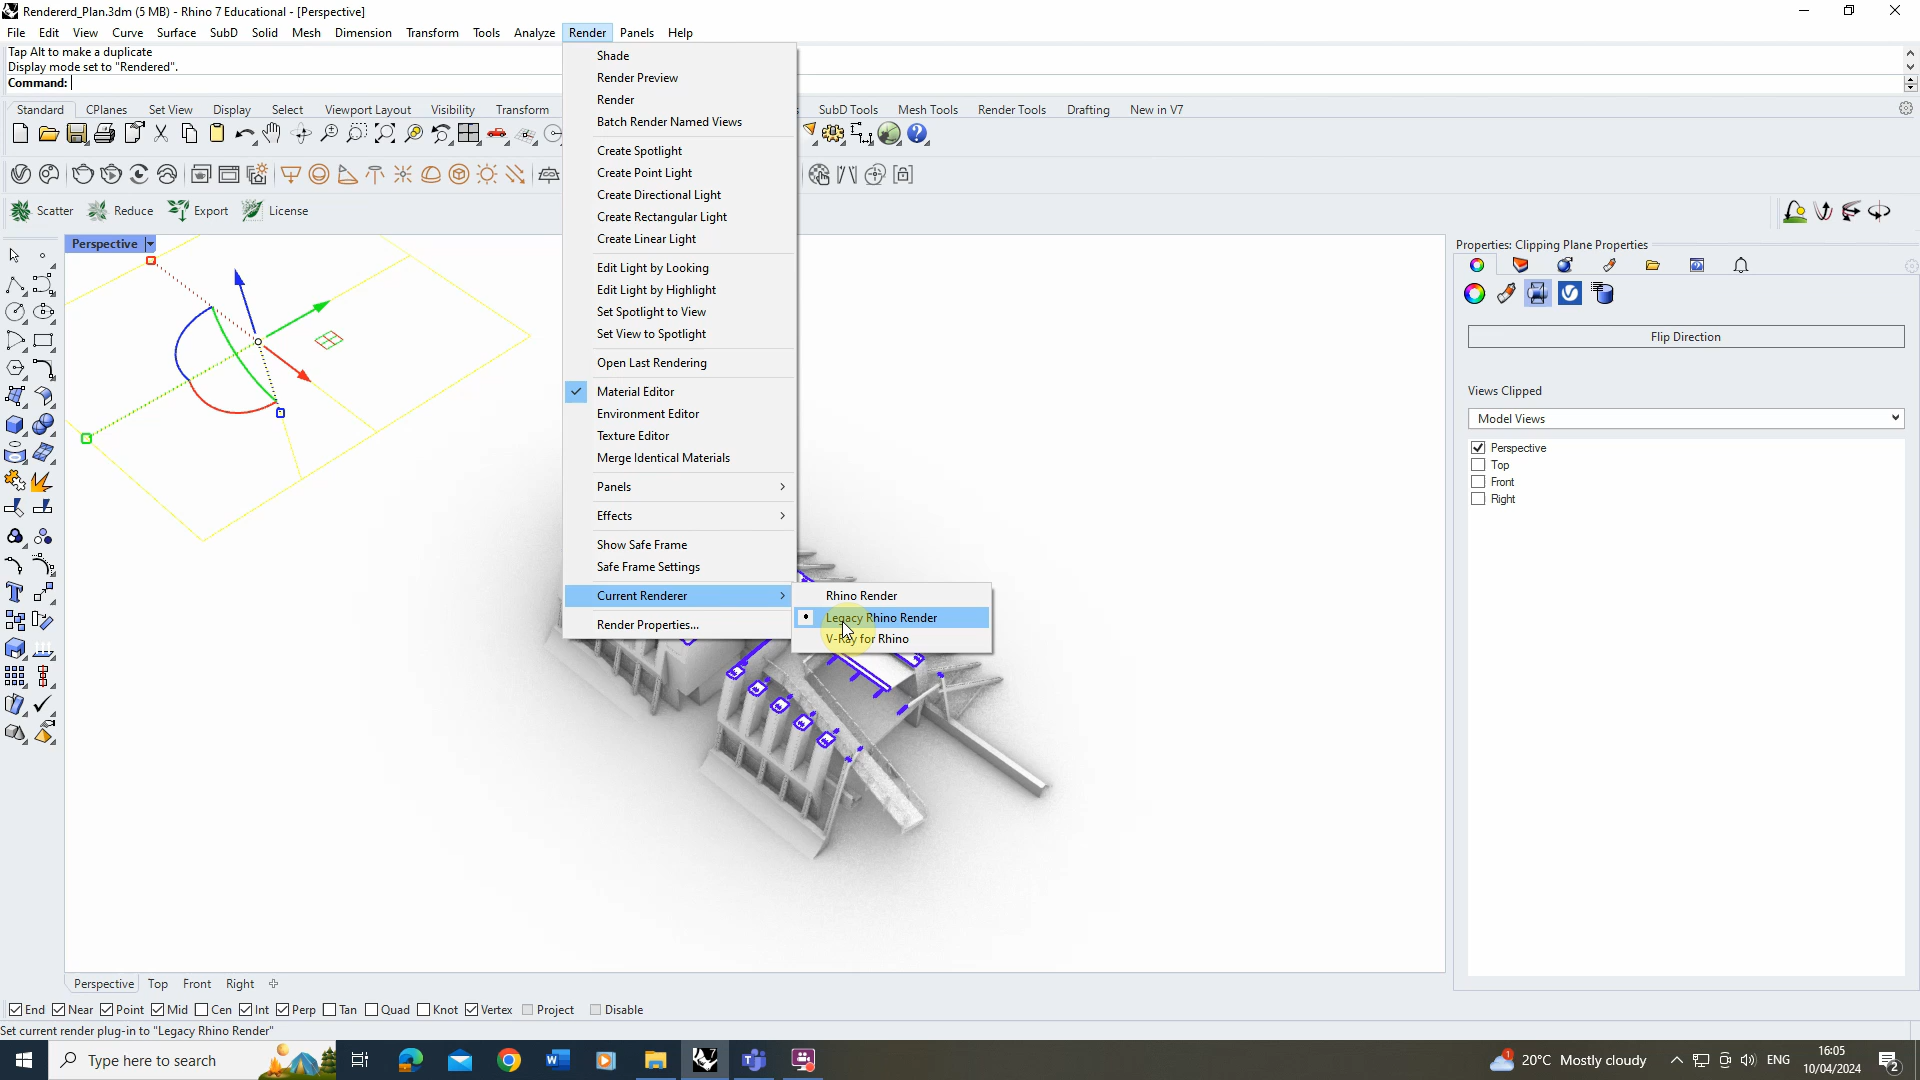 Rendererd_Plan.3dm (5 MB) - Rhino 7 Educational - [Perspective]
File Edit View Curve Surface SubD Solid Mesh Dimension Transform Tools Analyze Render Panels Help
Tap Alt to make a duplicate
Display mode set to "Rendered".
Command:
Standard CPlanes Set View Display Select Viewport Layout Visibility Transform SubD Tools Mesh Tools Render Tools Drafting New in V7
Scatter Reduce Export License
Perspective
Shade
Render Preview
Render
Batch Render Named Views
Create Spotlight
Create Point Light
Create Directional Light
Create Rectangular Light
Create Linear Light
Edit Light by Looking
Edit Light by Highlight
Set Spotlight to View
Set View to Spotlight
Open Last Rendering
Material Editor
Environment Editor
Texture Editor
Merge Identical Materials
Panels
Effects
Show Safe Frame
Safe Frame Settings
Current Renderer
Render Properties...
Rhino Render
Legacy Rhino Render
V-Ray for Rhino
Properties: Clipping Plane Properties
Flip Direction
Views Clipped
Model Views
Perspective
Top
Front
Right
Perspective Top Front Right
End Near Point Mid Cen Int Perp Tan Quad Knot Vertex Project Disable
Set current render plug-in to "Legacy Rhino Render"
Type here to search
20°C Mostly cloudy
ENG
16:05
10/04/2024
2